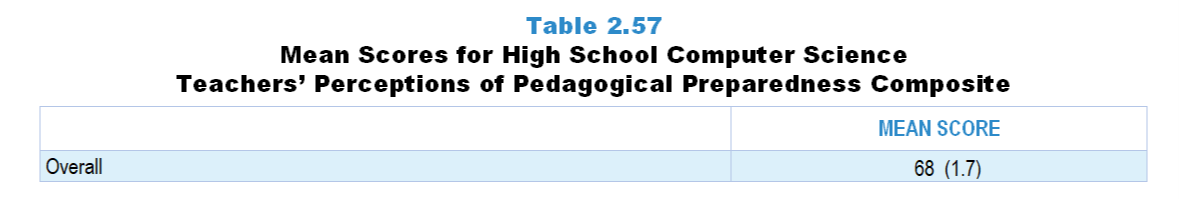 Table 2.57
Mean Scores for High School Computer Science
Teachers’ Perceptions of Pedagogical Preparedness Composite
MEAN SCORE
Overall 68 (1.7)